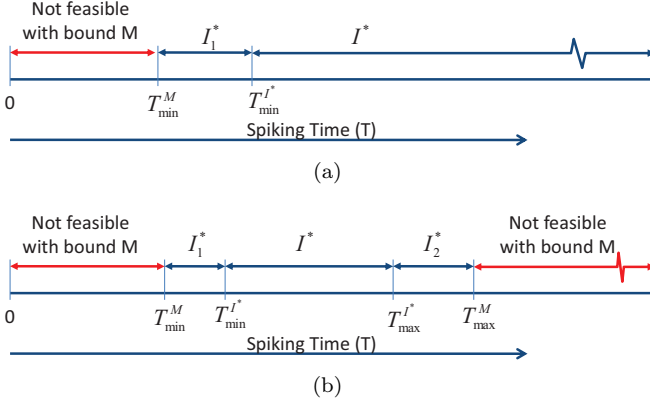 Not feasible
with bound M
I₁* I*
0 T_min^M T_min^{I*}
Spiking Time (T)
(a)
Not feasible Not feasible
with bound M I₁* I* I₂* with bound M
0 T_min^M T_min^{I*} T_max^{I*} T_max^M
Spiking Time (T)
(b)